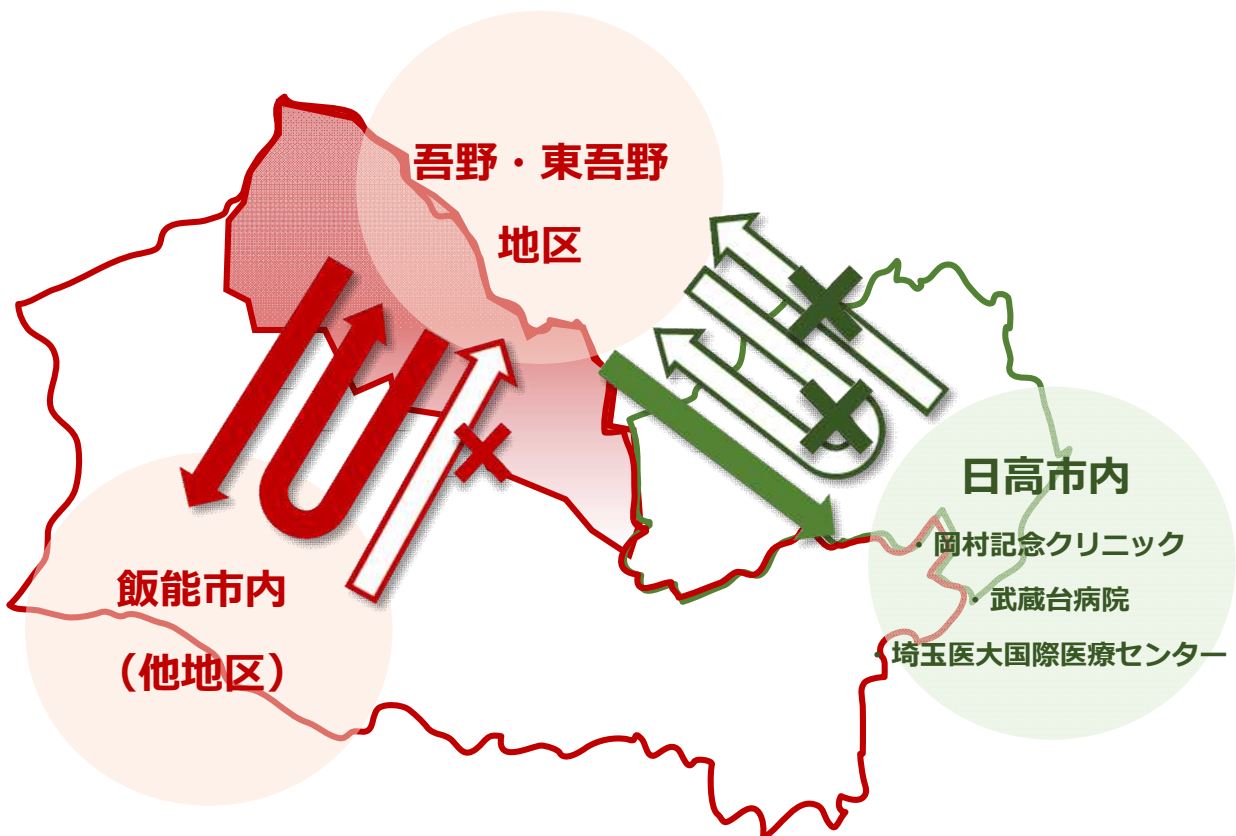 吾野・東吾野
地区
飯能市内
（他地区）
日高市内
・岡村記念クリニック
・武蔵台病院
・埼玉医大国際医療センター